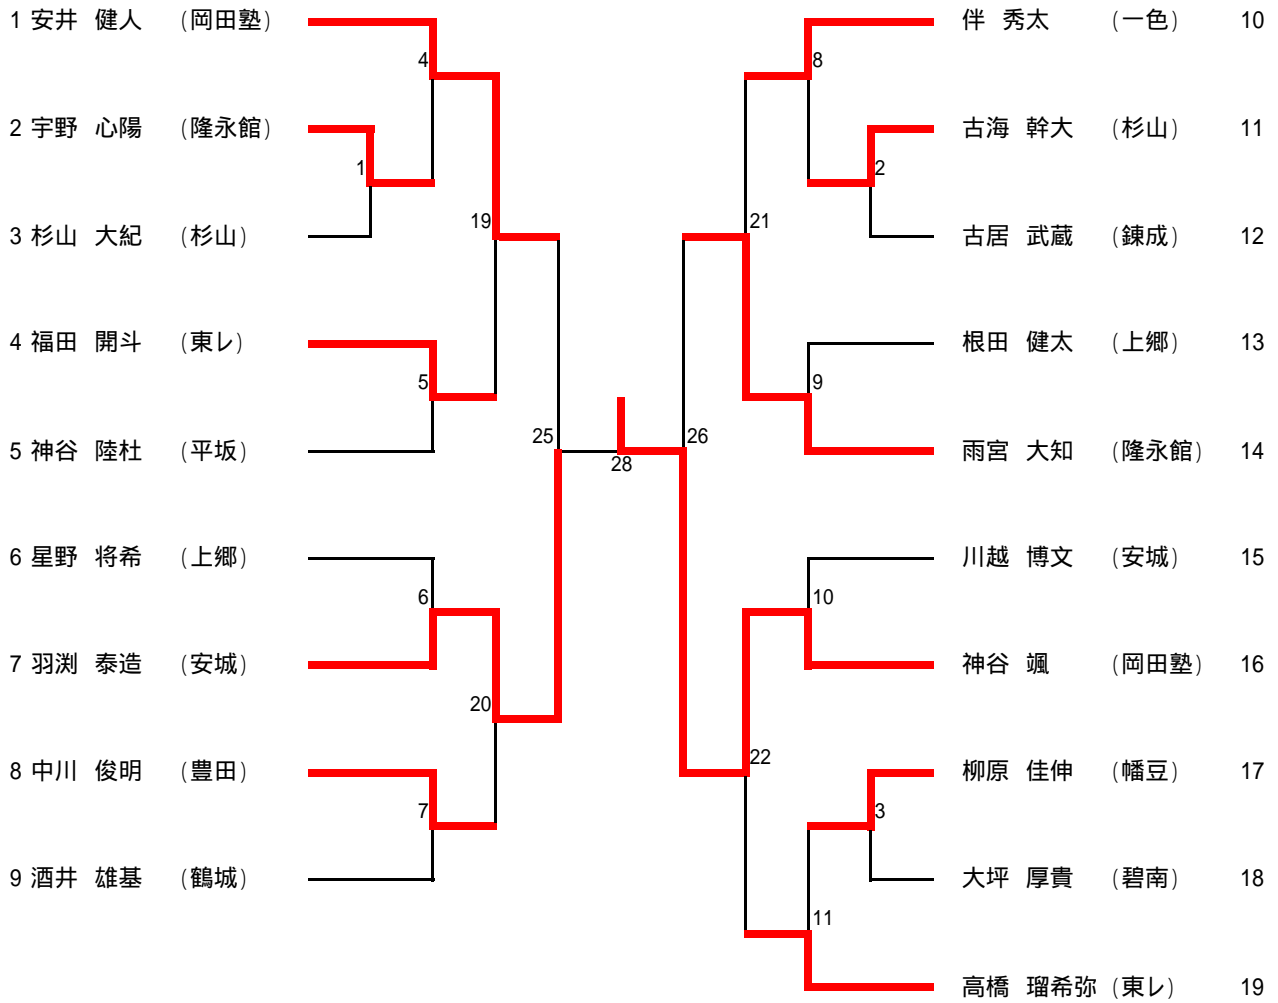 1 安井 健人 (岡田塾)
2 宇野 心陽 (隆永館)
3 杉山 大紀 (杉山)
4 福田 開斗 (東レ)
5 神谷 陸杜 (平坂)
6 星野 将希 (上郷)
7 羽渕 泰造 (安城)
8 中川 俊明 (豊田)
9 酒井 雄基 (鶴城)
4
1
19
5
25
6
20
7
28
8
2
21
9
26
10
22
3
11
伴 秀太 (一色) 10
古海 幹大 (杉山) 11
古居 武蔵 (錬成) 12
根田 健太 (上郷) 13
雨宮 大知 (隆永館) 14
川越 博文 (安城) 15
神谷 颯 (岡田塾) 16
柳原 佳伸 (幡豆) 17
大坪 厚貴 (碧南) 18
高橋 瑠希弥 (東レ) 19